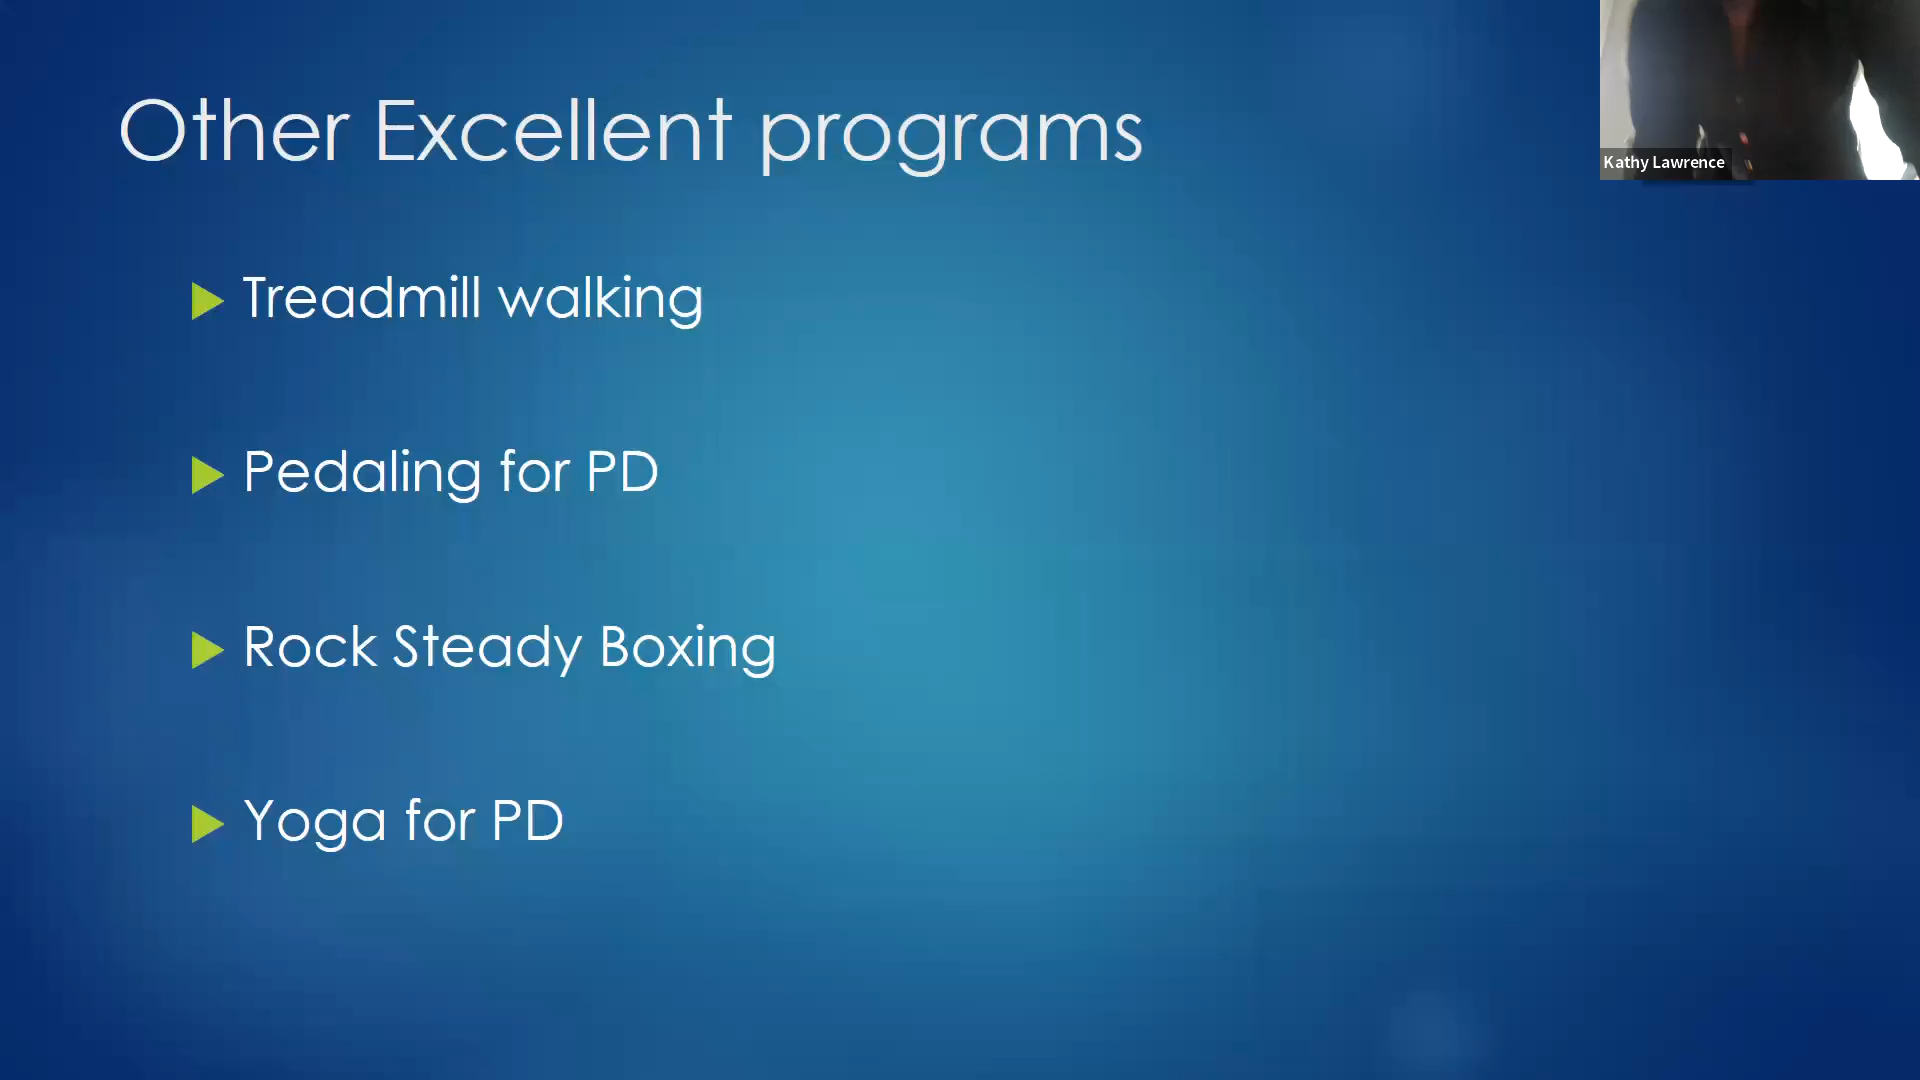 Other Excellent programs
Treadmill walking
Pedaling for PD
Rock Steady Boxing
Yoga for PD
Kathy Lawrence